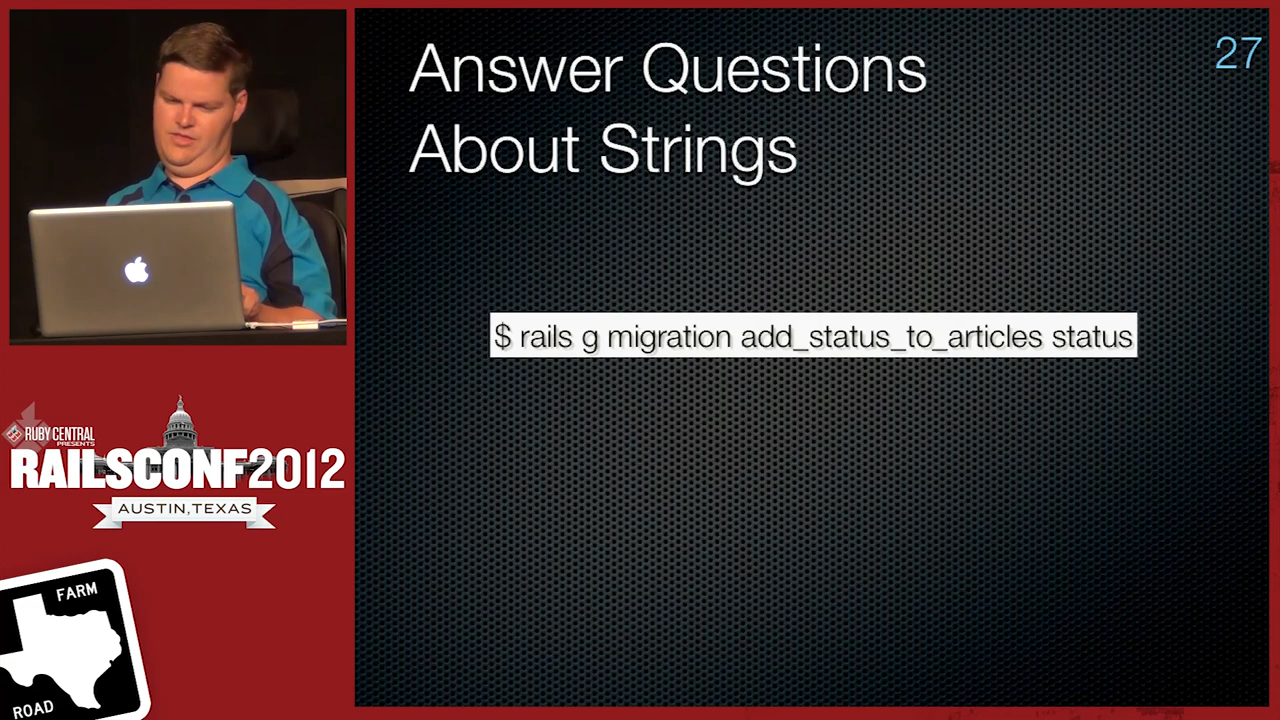 Answer Questions
About Strings
27
$ rails g migration add_status_to_articles status
RUBY CENTRAL
PRESENTS
RAILSCONF2012
AUSTIN,TEXAS
FARM
ROAD